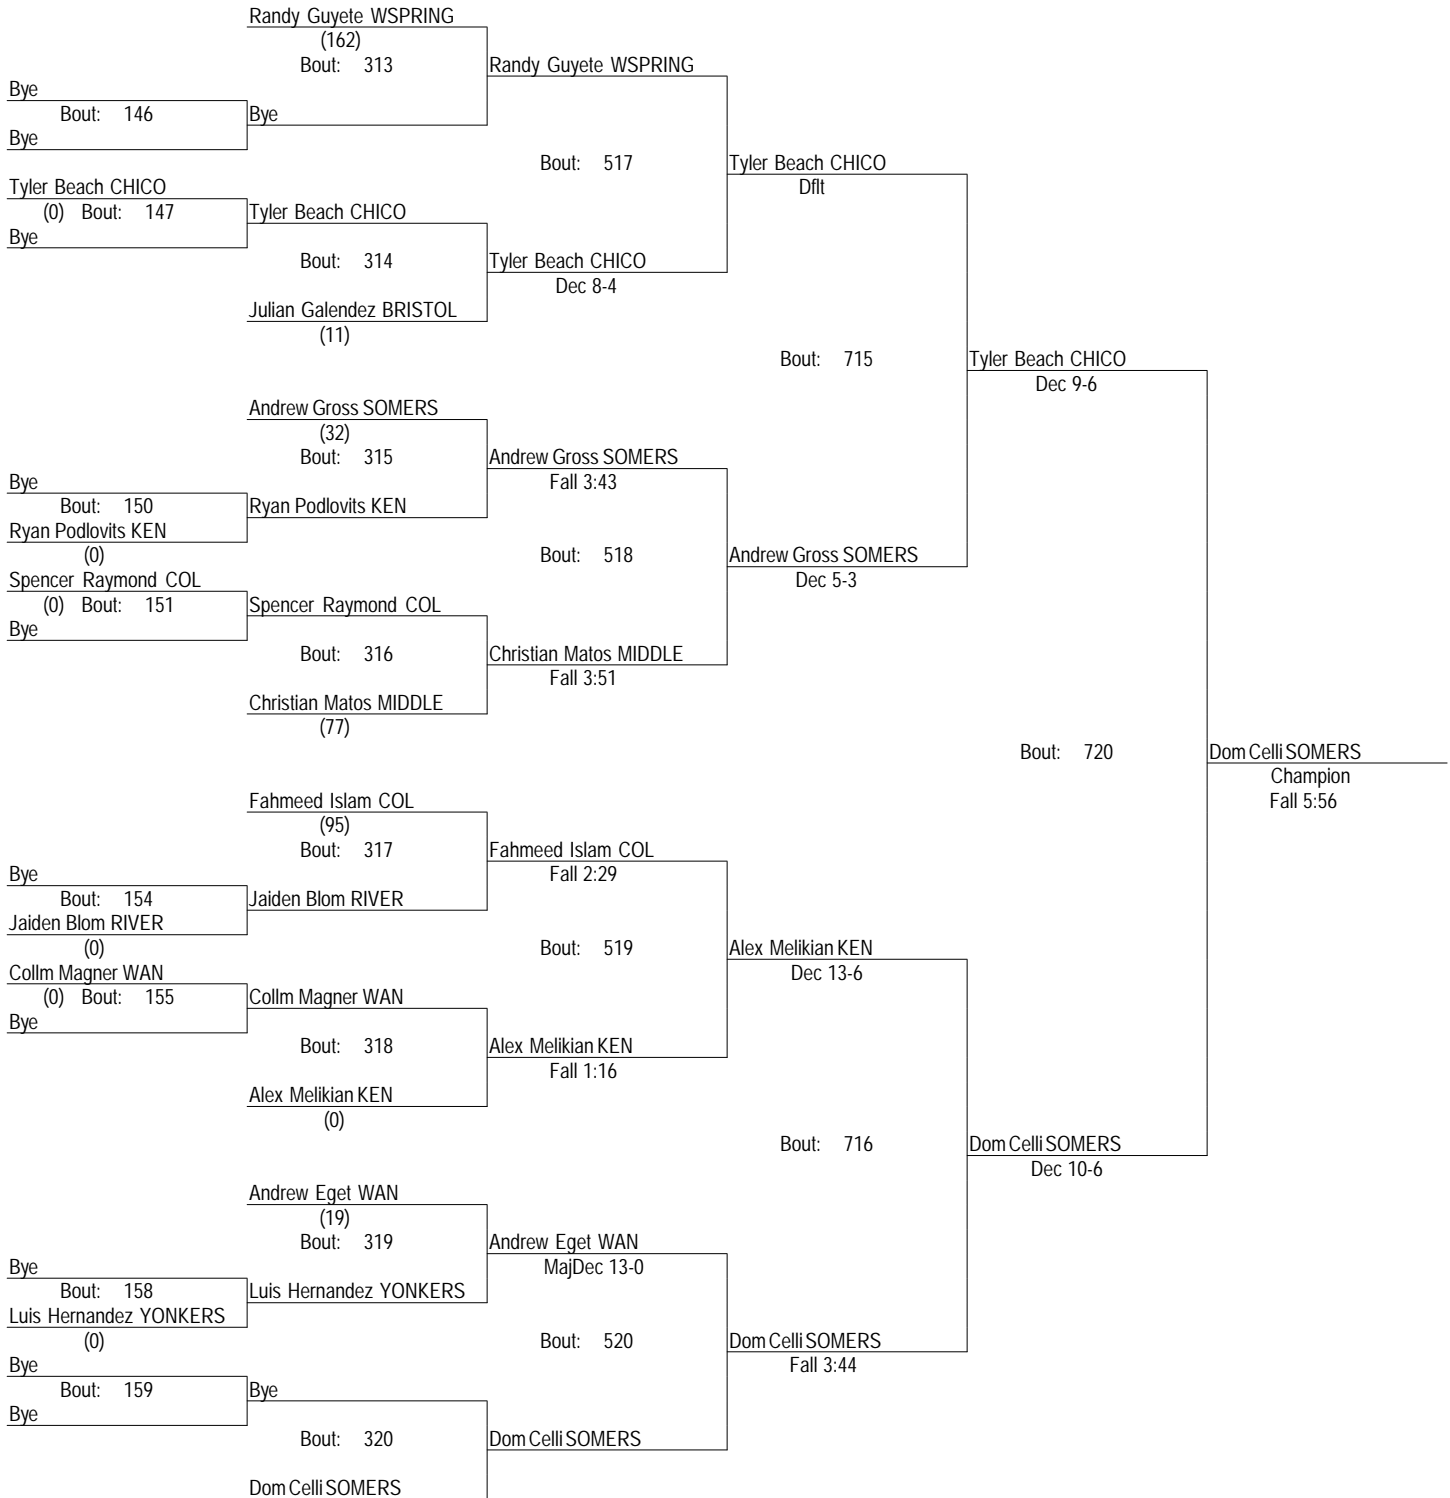 Randy Guyete WSPRING
(162)
Bout: 313
Randy Guyete WSPRING
Bye
Bout: 146
Bye
Bye
Bout: 517
Tyler Beach CHICO
Dflt
Tyler Beach CHICO
(0) Bout: 147
Tyler Beach CHICO
Bye
Bout: 314
Tyler Beach CHICO
Dec 8-4
Julian Galendez BRISTOL
(11)
Bout: 715
Tyler Beach CHICO
Dec 9-6
Andrew Gross SOMERS
(32)
Bout: 315
Andrew Gross SOMERS
Fall 3:43
Bye
Bout: 150
Ryan Podlovits KEN
Ryan Podlovits KEN
(0)
Bout: 518
Andrew Gross SOMERS
Dec 5-3
Spencer Raymond COL
(0) Bout: 151
Spencer Raymond COL
Bye
Bout: 316
Christian Matos MIDDLE
Fall 3:51
Christian Matos MIDDLE
(77)
Bout: 720
Dom Celli SOMERS
Champion
Fall 5:56
Fahmeed Islam COL
(95)
Bout: 317
Fahmeed Islam COL
Fall 2:29
Bye
Bout: 154
Jaiden Blom RIVER
Jaiden Blom RIVER
(0)
Bout: 519
Alex Melikian KEN
Dec 13-6
Collm Magner WAN
(0) Bout: 155
Collm Magner WAN
Bye
Bout: 318
Alex Melikian KEN
Fall 1:16
Alex Melikian KEN
(0)
Bout: 716
Dom Celli SOMERS
Dec 10-6
Andrew Eget WAN
(19)
Bout: 319
Andrew Eget WAN
MajDec 13-0
Bye
Bout: 158
Luis Hernandez YONKERS
Luis Hernandez YONKERS
(0)
Bout: 520
Dom Celli SOMERS
Fall 3:44
Bye
Bout: 159
Bye
Bye
Bout: 320
Dom Celli SOMERS
Dom Celli SOMERS